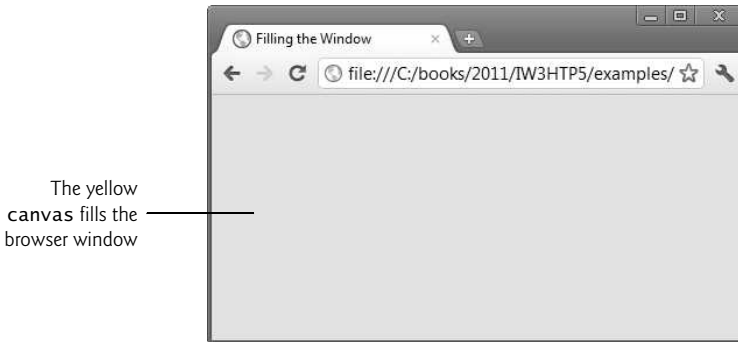 Filling the Window
file:///C:/books/2011/IW3HTP5/examples/
The yellow
canvas fills the
browser window